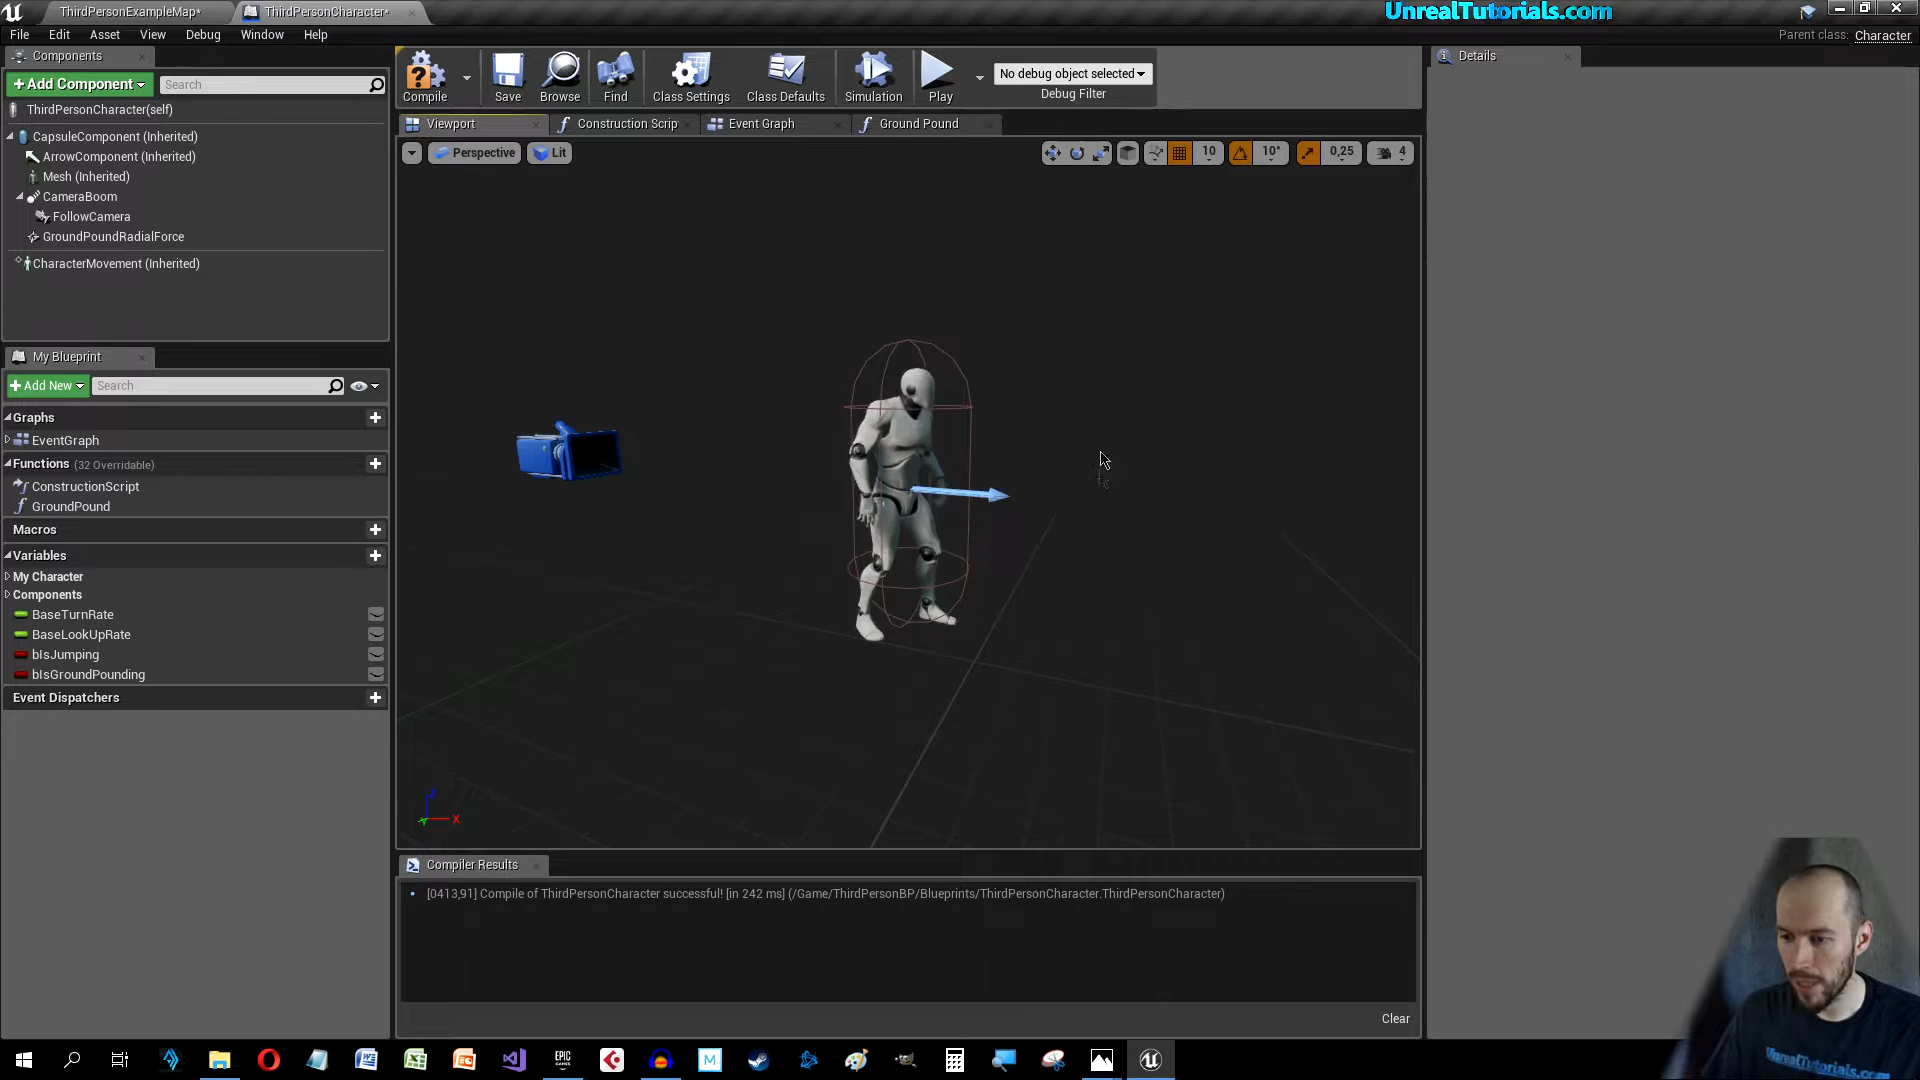 ThirdPersonExampleMap*
ThirdPersonCharacter*
UnrealTutorials.com
File Edit Asset View Debug Window Help
Parent class: Character
Components
+Add Component
Search
ThirdPersonCharacter(self)
CapsuleComponent (Inherited)
ArrowComponent (Inherited)
Mesh (Inherited)
CameraBoom
FollowCamera
GroundPoundRadialForce
CharacterMovement (Inherited)
My Blueprint
+Add New
Search
Graphs
EventGraph
Functions (32 Overridable)
ConstructionScript
GroundPound
Macros
Variables
My Character
Components
BaseTurnRate
BaseLookUpRate
bIsJumping
bIsGroundPounding
Event Dispatchers
Compile Save Browse Find Class Settings Class Defaults Simulation Play
No debug object selected
Debug Filter
Viewport
Construction Scrip
Event Graph
Ground Pound
Perspective
Lit
10
10°
0,25
4
Z
X
Y
Compiler Results
[0413,91] Compile of ThirdPersonCharacter successful! [in 242 ms] (/Game/ThirdPersonBP/Blueprints/ThirdPersonCharacter.ThirdPersonCharacter)
Clear
Details
EPIC GAMES
M
UnrealTutorials.com